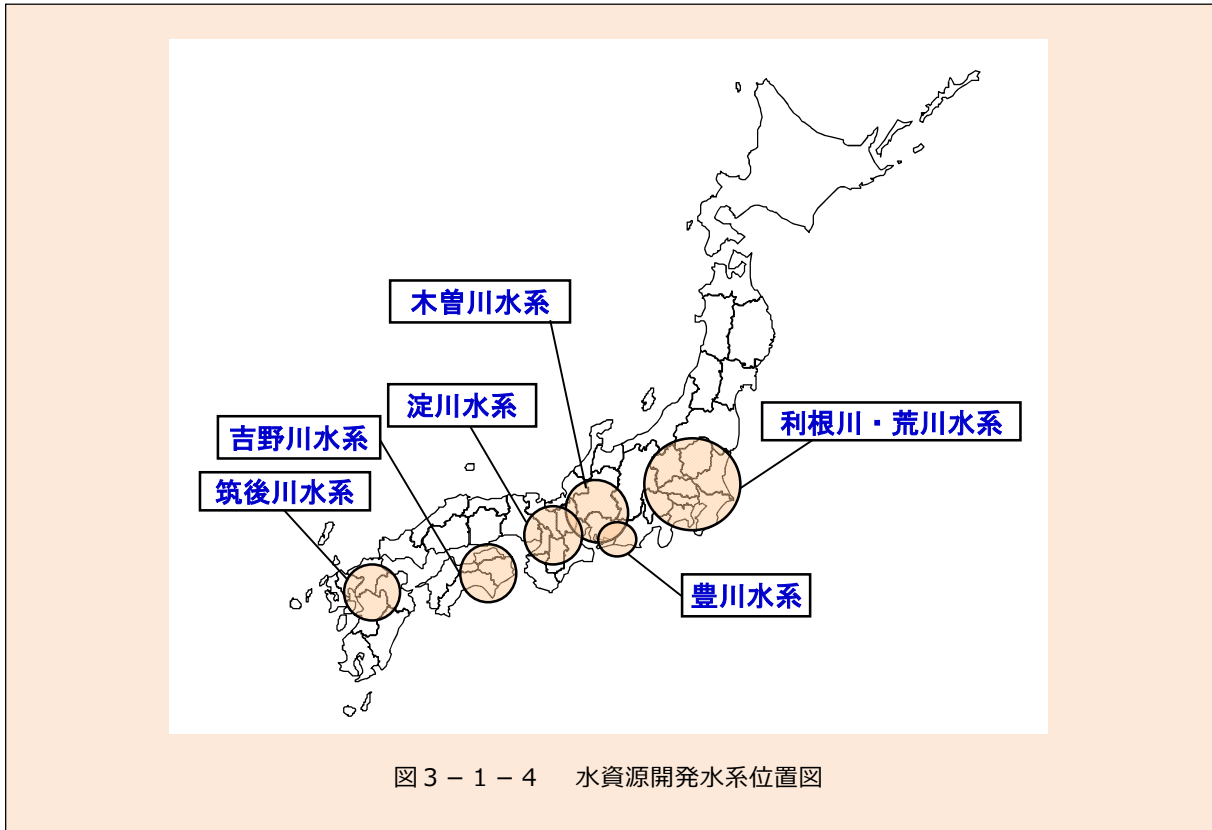 木曽川水系
淀川水系
吉野川水系
利根川・荒川水系
筑後川水系
豊川水系
図３－１－４　水資源開発水系位置図